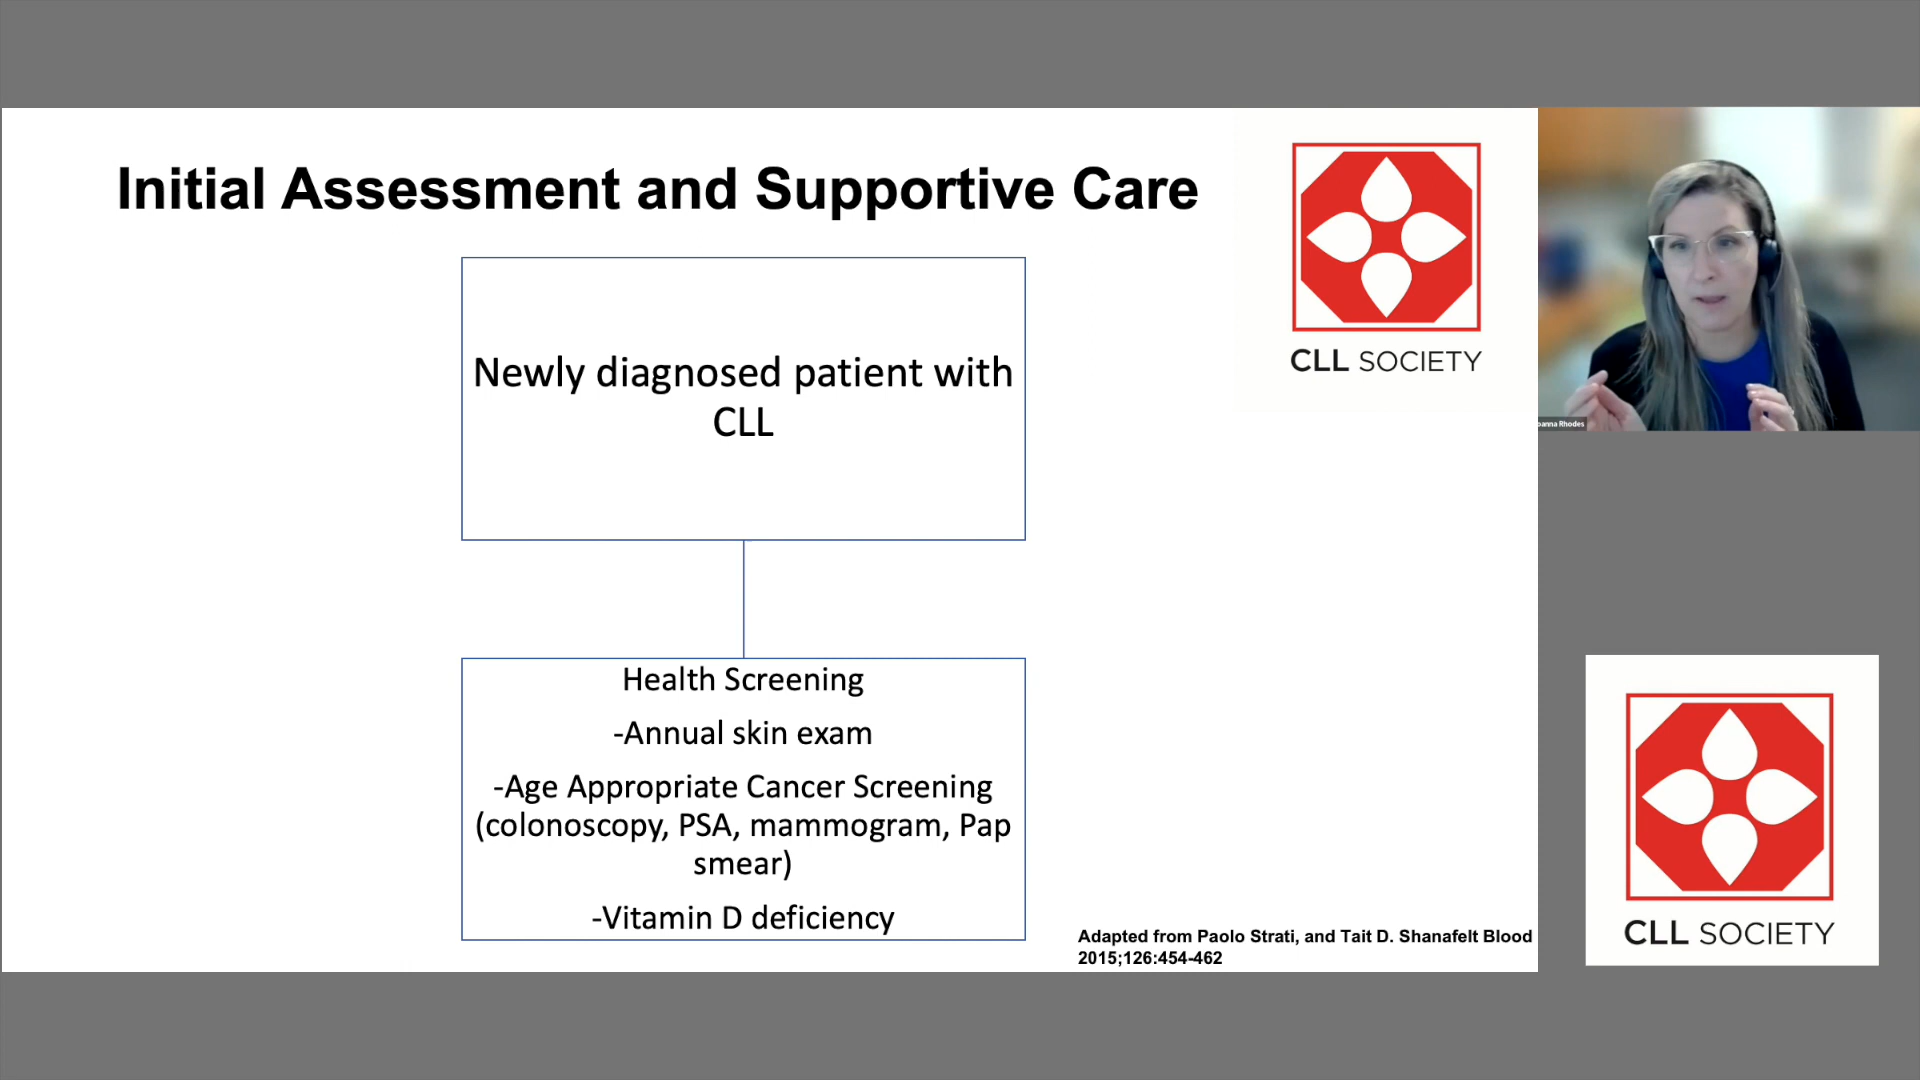 Initial Assessment and Supportive Care
CLL SOCIETY
Newly diagnosed patient with
CLL
Health Screening
-Annual skin exam
-Age Appropriate Cancer Screening
(colonoscopy, PSA, mammogram, Pap
smear)
-Vitamin D deficiency
Adapted from Paolo Strati, and Tait D. Shanafelt Blood
2015;126:454-462
Rhodes
CLL SOCIETY